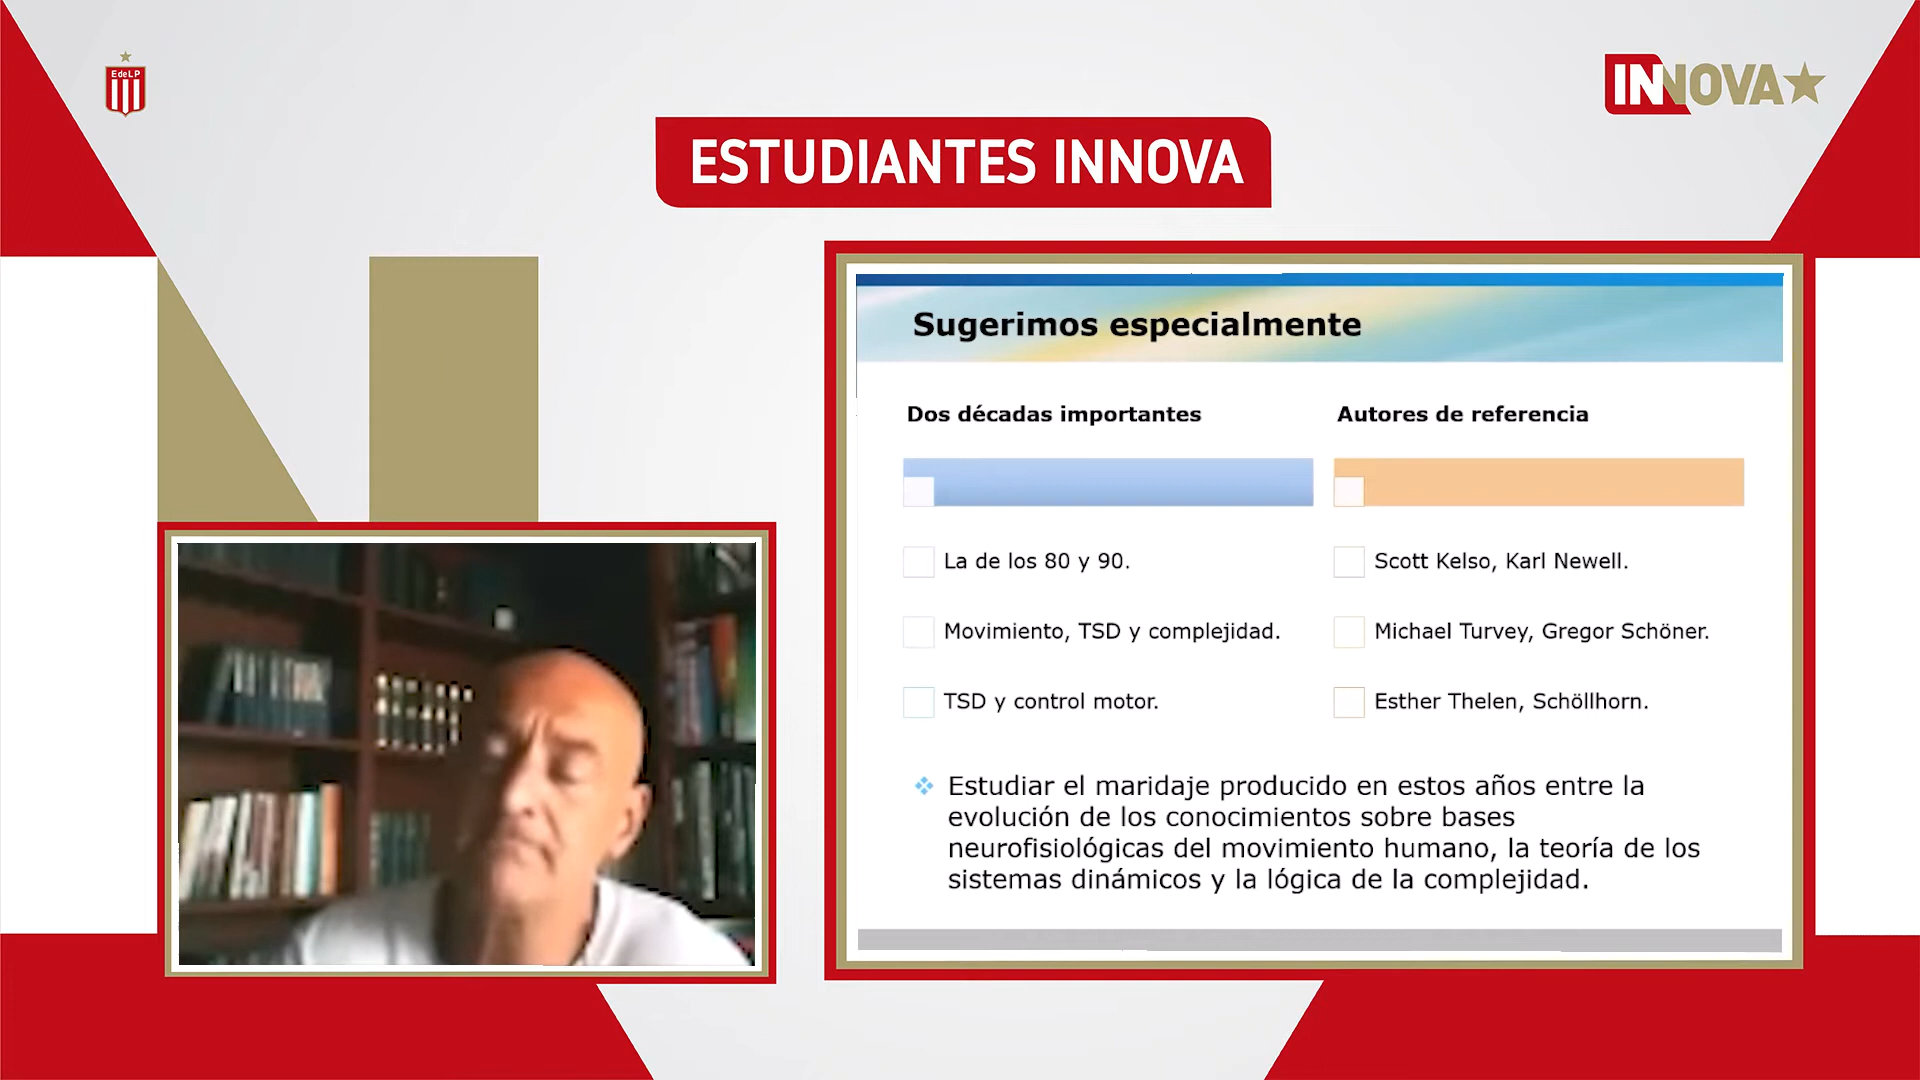 EdeLP
INNOVA
ESTUDIANTES INNOVA
Sugerimos especialmente
Dos décadas importantes
Autores de referencia
La de los 80 y 90.
Scott Kelso, Karl Newell.
Movimiento, TSD y complejidad.
Michael Turvey, Gregor Schöner.
TSD y control motor.
Esther Thelen, Schöllhorn.
Estudiar el maridaje producido en estos años entre la
evolución de los conocimientos sobre bases
neurofisiológicas del movimiento humano, la teoría de los
sistemas dinámicos y la lógica de la complejidad.